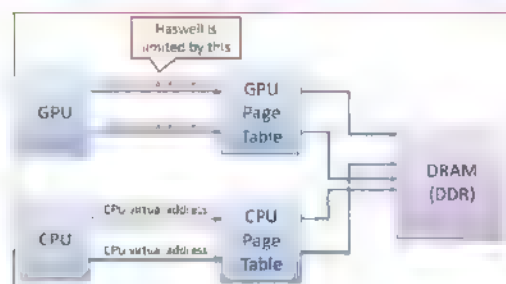 Haswell is
limited by this
GPU
GPU
Page
Table
DRAM
(DDR)
CPU virtual address
CPU
CPU virtual address
CPU
Page
Table